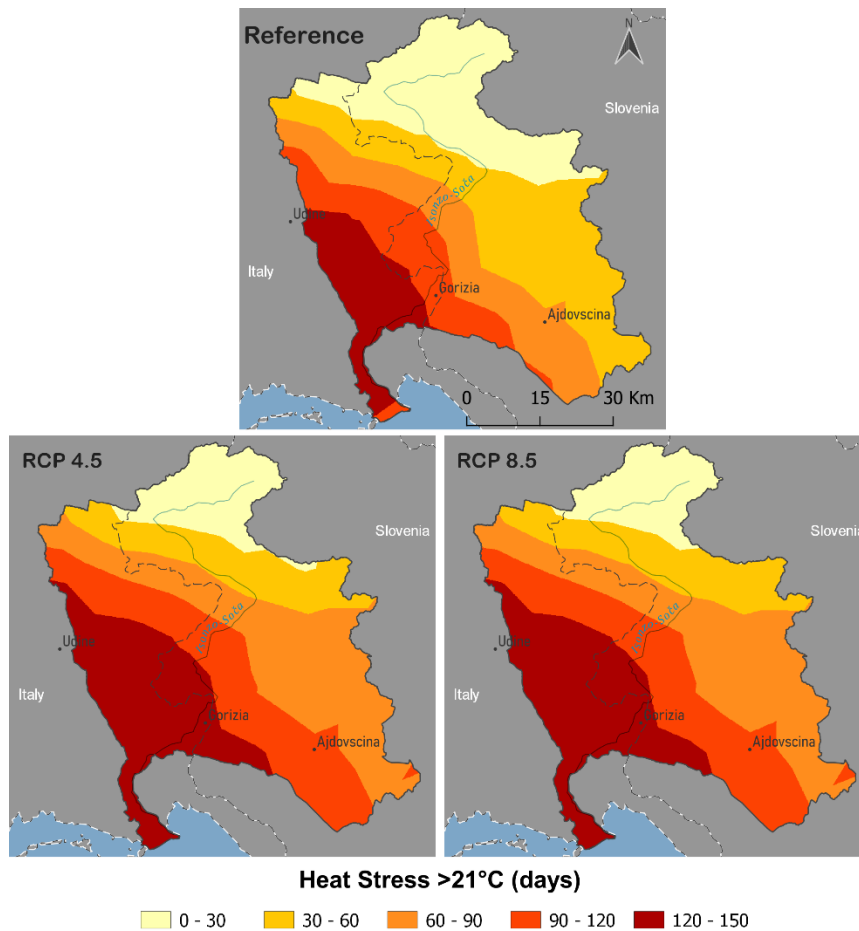 Reference
N
Slovenia
Isonzo-Soča
Udine
Italy
Gorizia
Ajdovscina
0 15 30 Km
RCP 4.5
Slovenia
Isonzo-Soča
Udine
Italy
Gorizia
Ajdovscina
RCP 8.5
Slovenia
Isonzo-Soča
Udine
Italy
Gorizia
Ajdovscina
Heat Stress >21°C (days)
0 - 30 30 - 60 60 - 90 90 - 120 120 - 150